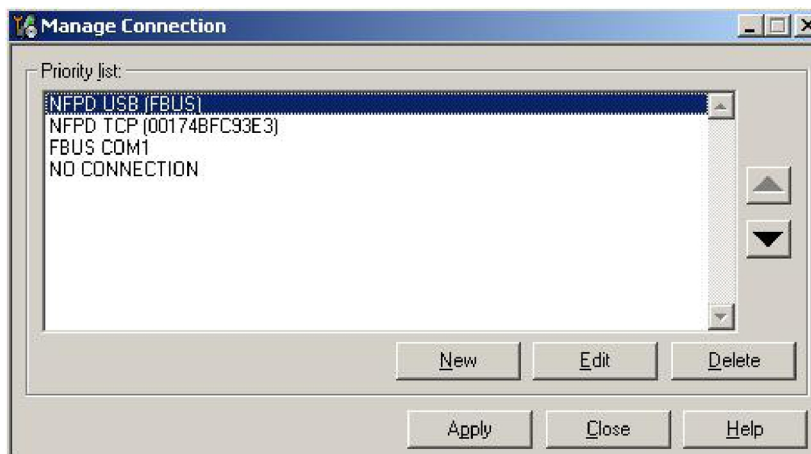 Manage Connection
Priority list:
NFPD USB (FBUS)
NFPD TCP (00174BFC93E3)
FBUS COM1
NO CONNECTION
New Edit Delete
Apply Close Help